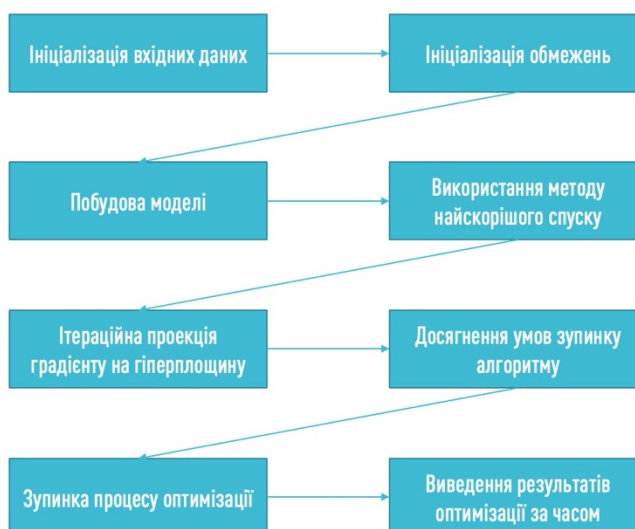 Ініціалізація вхідних даних
Ініціалізація обмежень
Побудова моделі
Використання методу
найскорішого спуску
Ітераційна проекція
градієнту на гіперплощину
Досягнення умов зупинку
алгоритму
Зупинка процесу оптимізації
Виведення результатів
оптимізації за часом